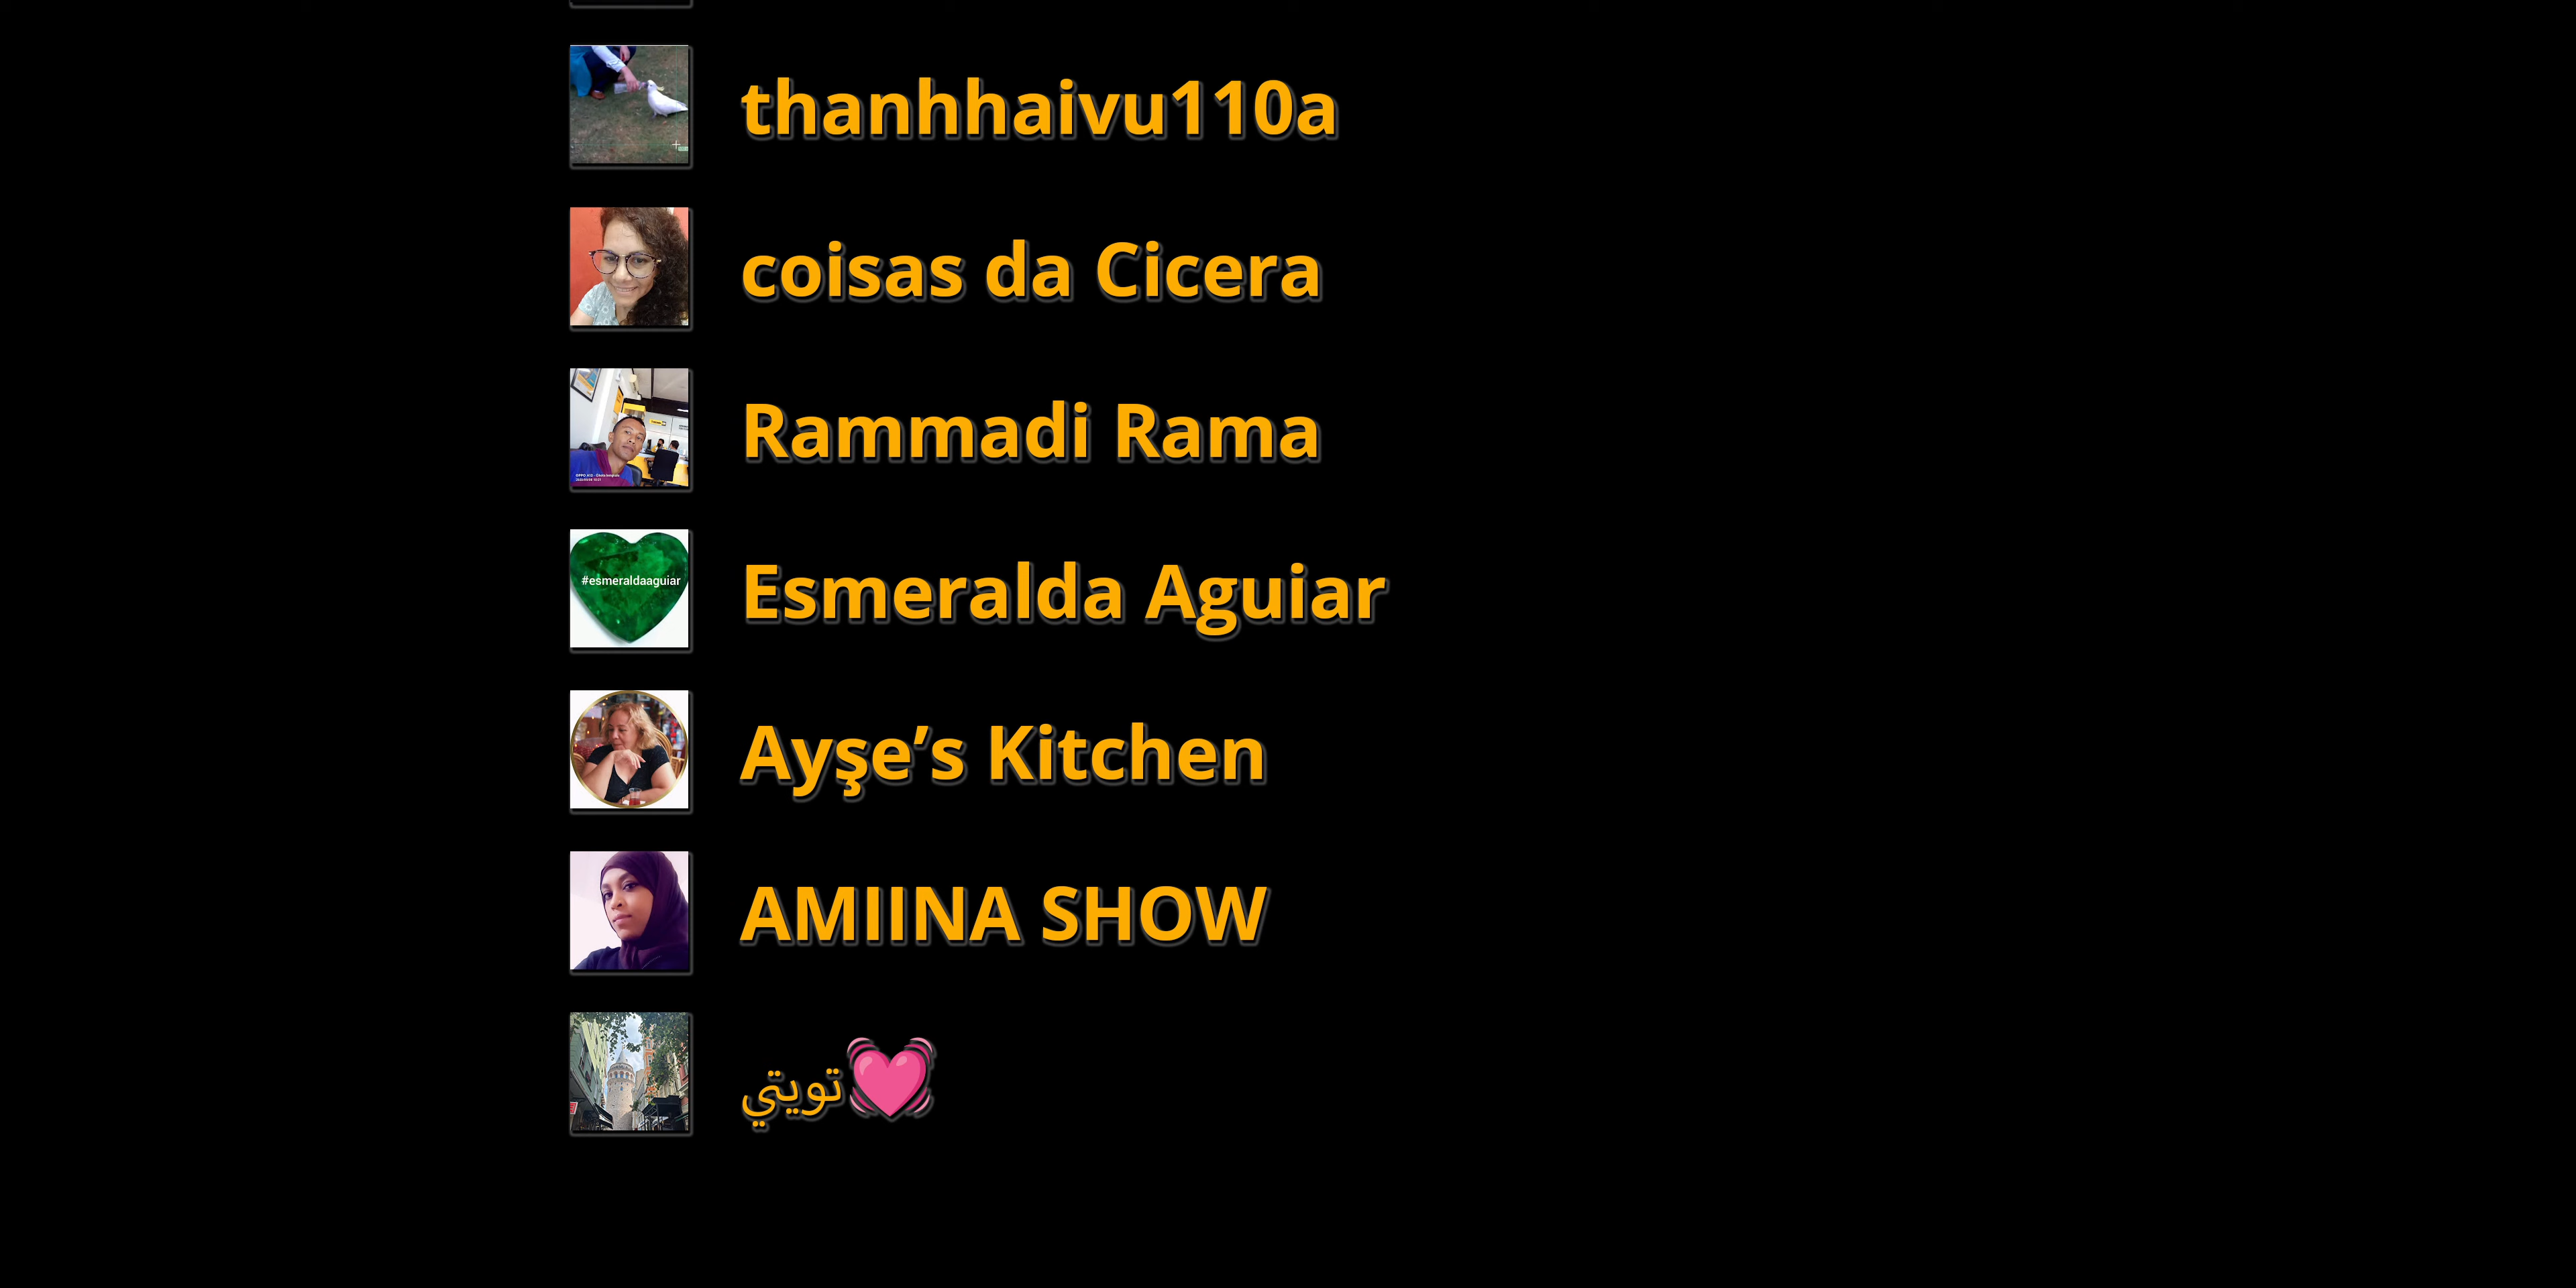 thanhhaivu110a
coisas da Cicera
Rammadi Rama
#esmeraldaaguiar
Esmeralda Aguiar
Ayşe’s Kitchen
AMIINA SHOW
تويتي💓